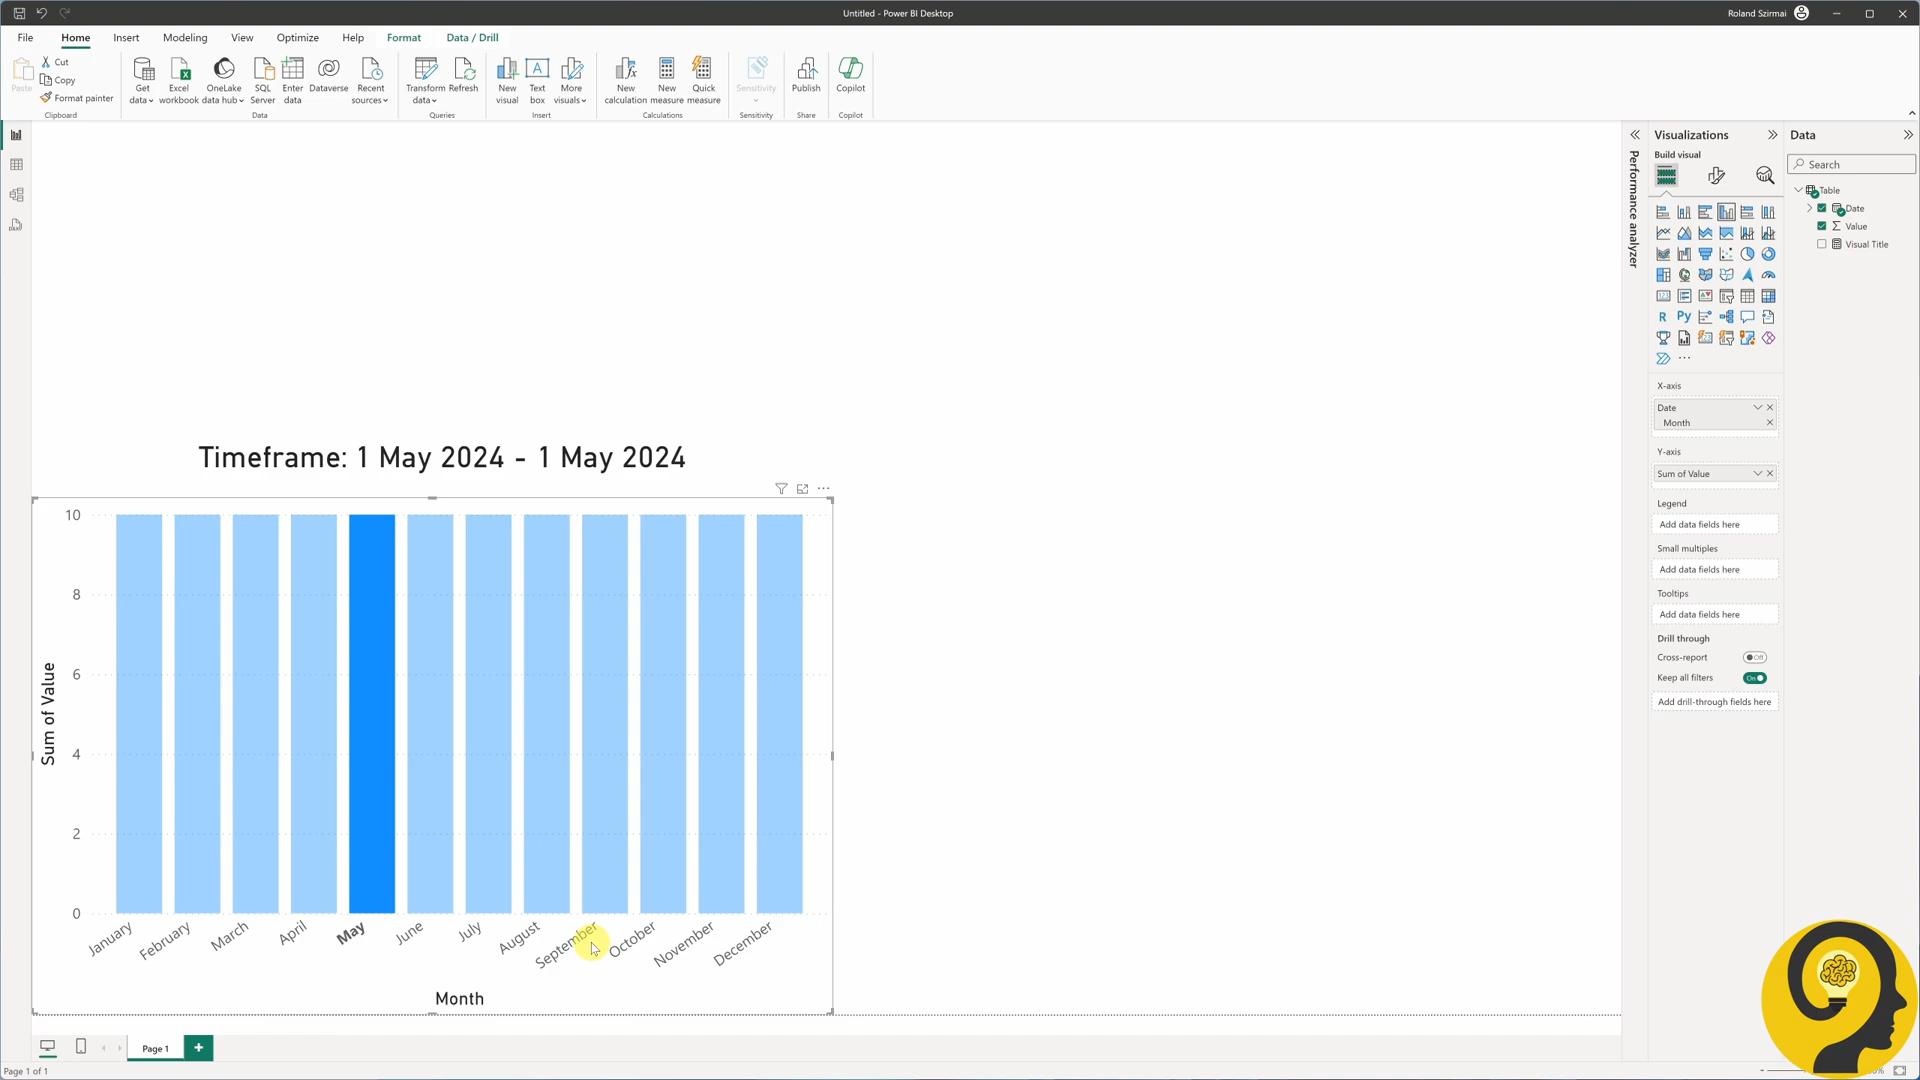 Untitled - Power BI Desktop
Roland Szirmai
File Home Insert Modeling View Optimize Help Format Data / Drill
Paste
Cut
Copy
Format painter
Get data
Excel workbook
OneLake data hub
SQL Server
Enter data
Dataverse
Recent sources
Transform data
Refresh
New visual
Text box
More visuals
New calculation
New measure
Quick measure
Sensitivity
Publish
Copilot
Clipboard Data Queries Insert Calculations Sensitivity Share Copilot
Timeframe: 1 May 2024 - 1 May 2024
10
8
6
4
2
0
Sum of Value
January February March April May June July August September October November December
Month
Performance analyzer
Visualizations
Build visual
R Py
123
X-axis
Date
Month
Y-axis
Sum of Value
Legend
Add data fields here
Small multiples
Add data fields here
Tooltips
Add data fields here
Drill through
Cross-report Off
Keep all filters On
Add drill-through fields here
Data
Search
Table
Date
Value
Visual Title
Page 1
Page 1 of 1